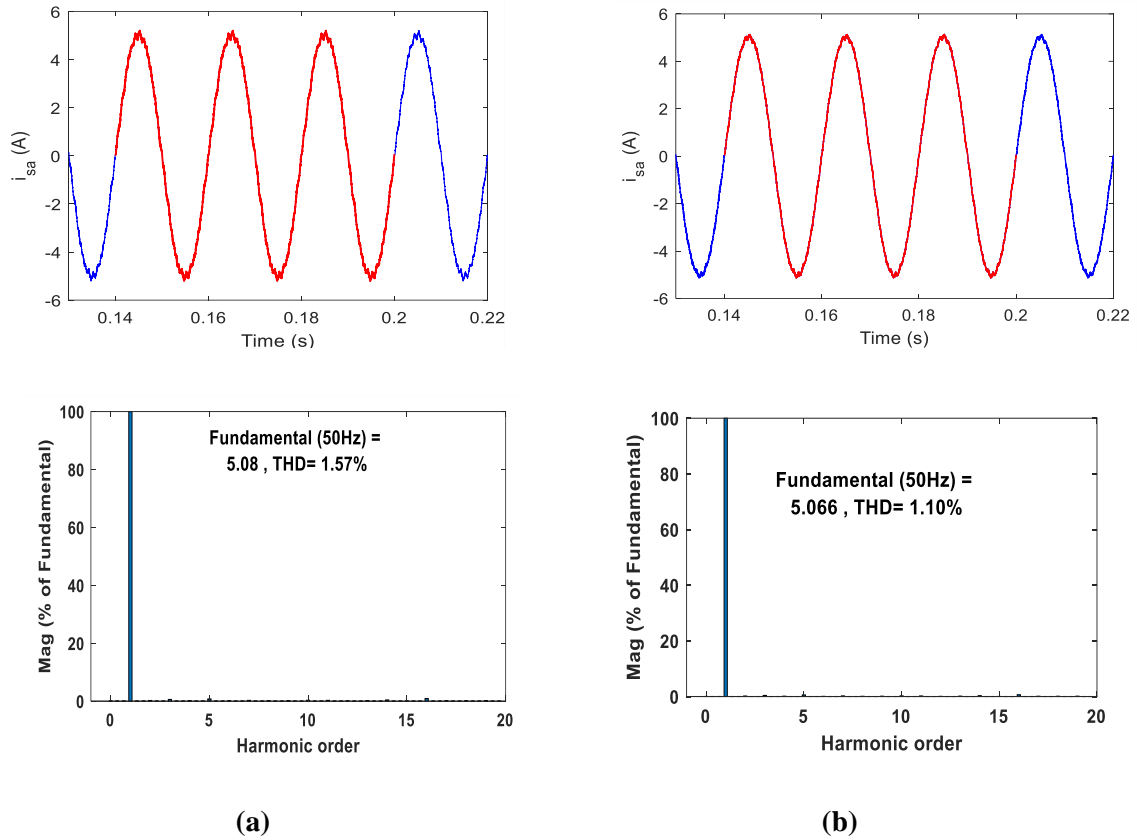 6
4
2
0
-2
-4
-6
i_sa (A)
0.14 0.16 0.18 0.2 0.22
Time (s)
6
4
2
0
-2
-4
-6
i_sa (A)
0.14 0.16 0.18 0.2 0.22
Time (s)
100
80
60
40
20
0
Mag (% of Fundamental)
Fundamental (50Hz) =
5.08 , THD= 1.57%
0 5 10 15 20
Harmonic order
100
80
60
40
20
0
Mag (% of Fundamental)
Fundamental (50Hz) =
5.066 , THD= 1.10%
0 5 10 15 20
Harmonic order
(a)
(b)